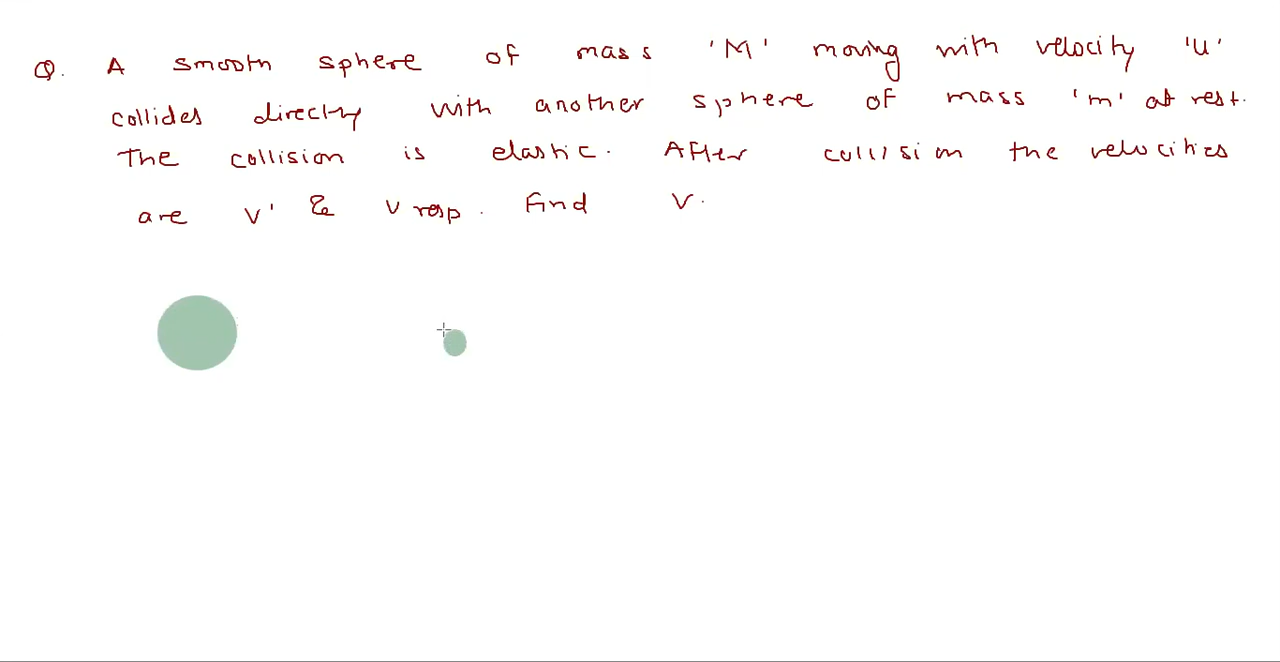 Q. A smooth sphere of mass 'M' moving with velocity 'u'
collides directly with another sphere of mass 'm' at rest.
The collision is elastic. After collision the velocities
are V' & V resp. Find V.